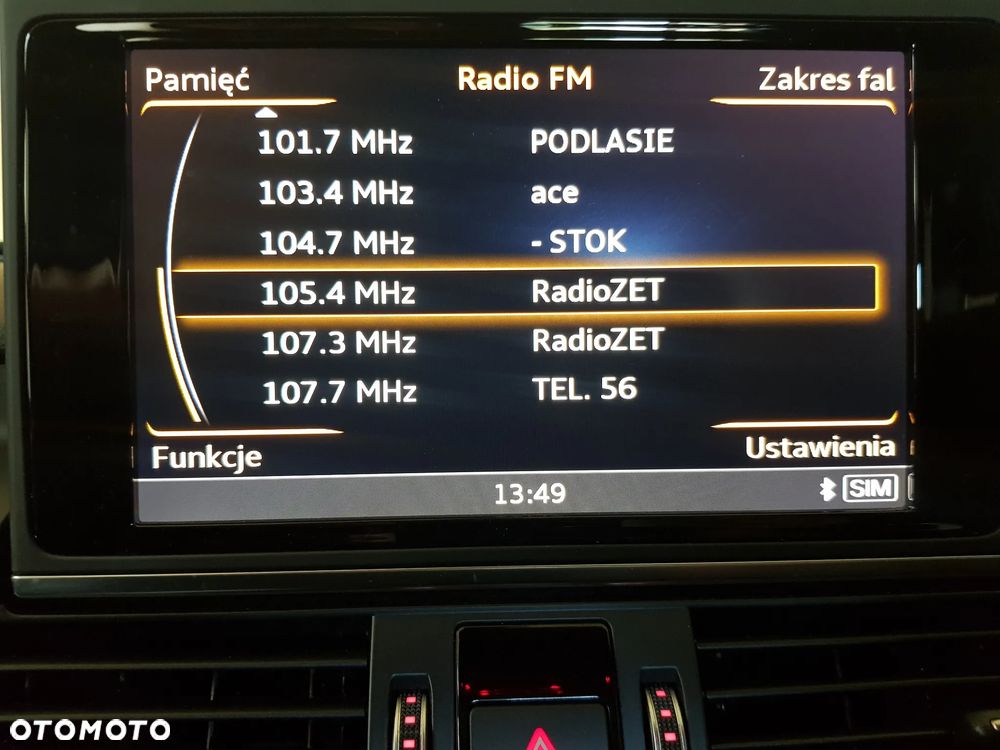 Pamięć Radio FM Zakres fal
101.7 MHz PODLASIE
103.4 MHz ace
104.7 MHz - STOK
105.4 MHz RadioZET
107.3 MHz RadioZET
107.7 MHz TEL. 56
Funkcje Ustawienia
13:49 SIM
OTOMOTO